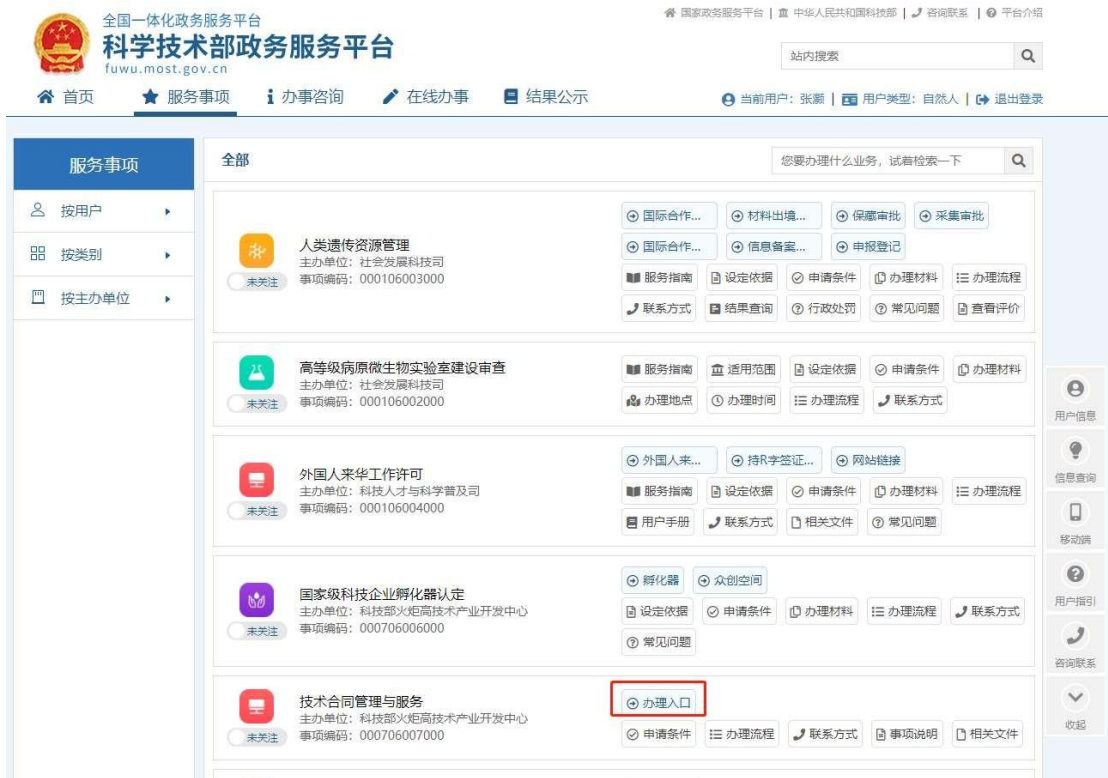 国家政务服务平台 | 中华人民共和国科技部 | 咨询联系 | 平台介绍
全国一体化政务服务平台
科学技术部政务服务平台
fuwu.most.gov.cn
站内搜索
首页 服务事项 办事咨询 在线办事 结果公示
当前用户：张灏 | 用户类型：自然人 | 退出登录
服务事项
按用户
按类别
按主办单位
全部
您要办理什么业务，试着检索一下
人类遗传资源管理
主办单位：社会发展科技司
事项编码：000106003000
未关注
国际合作... 材料出境... 保藏审批 采集审批
国际合作... 信息备案... 申报登记
服务指南 设定依据 申请条件 办理材料 办理流程
联系方式 结果查询 行政处罚 常见问题 查看评价
高等级病原微生物实验室建设审查
主办单位：社会发展科技司
事项编码：000106002000
未关注
服务指南 适用范围 设定依据 申请条件 办理材料
办理地点 办理时间 办理流程 联系方式
外国人来华工作许可
主办单位：科技人才与科学普及司
事项编码：000106004000
未关注
外国人来... 持R字签证... 网站链接
服务指南 设定依据 申请条件 办理材料 办理流程
用户手册 联系方式 相关文件 常见问题
国家级科技企业孵化器认定
主办单位：科技部火炬高技术产业开发中心
事项编码：000706006000
未关注
孵化器 众创空间
设定依据 申请条件 办理材料 办理流程 联系方式
常见问题
技术合同管理与服务
主办单位：科技部火炬高技术产业开发中心
事项编码：000706007000
未关注
办理入口
申请条件 办理流程 联系方式 事项说明 相关文件
用户信息
信息查询
移动端
用户指引
咨询联系
收起